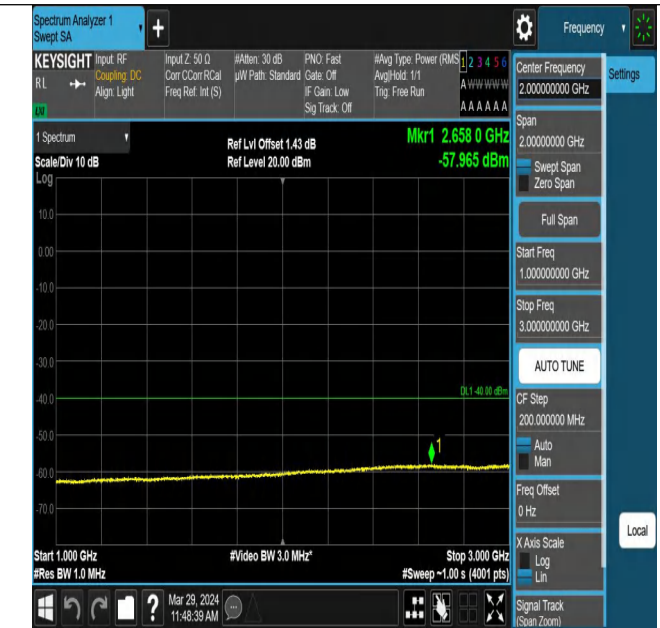 Spectrum Analyzer 1
Swept SA
+
Frequency
KEYSIGHT
RL
LXI
Input: RF
Coupling: DC
Align: Light
Input Z: 50 Ω
Corr CCorr RCal
Freq Ref: Int (S)
#Atten: 30 dB
µW Path: Standard
PNO: Fast
Gate: Off
IF Gain: Low
Sig Track: Off
#Avg Type: Power (RMS
Avg|Hold: 1/1
Trig: Free Run
1 2 3 4 5 6
A W W W W W
A A A A A A
Center Frequency
2.000000000 GHz
Settings
Span
2.00000000 GHz
Swept Span
Zero Span
Full Span
Start Freq
1.000000000 GHz
Stop Freq
3.000000000 GHz
AUTO TUNE
CF Step
200.000000 MHz
Auto
Man
Freq Offset
0 Hz
X Axis Scale
Log
Lin
Signal Track
(Span Zoom)
Local
1 Spectrum
Scale/Div 10 dB
Ref Lvl Offset 1.43 dB
Ref Level 20.00 dBm
Mkr1 2.658 0 GHz
-57.965 dBm
Log
10.0
0.00
-10.0
-20.0
-30.0
-40.0
-50.0
-60.0
-70.0
DL1 -40.00 dBm
1
Start 1.000 GHz
#Res BW 1.0 MHz
#Video BW 3.0 MHz*
Stop 3.000 GHz
#Sweep ~1.00 s (4001 pts)
?
Mar 29, 2024
11:48:39 AM